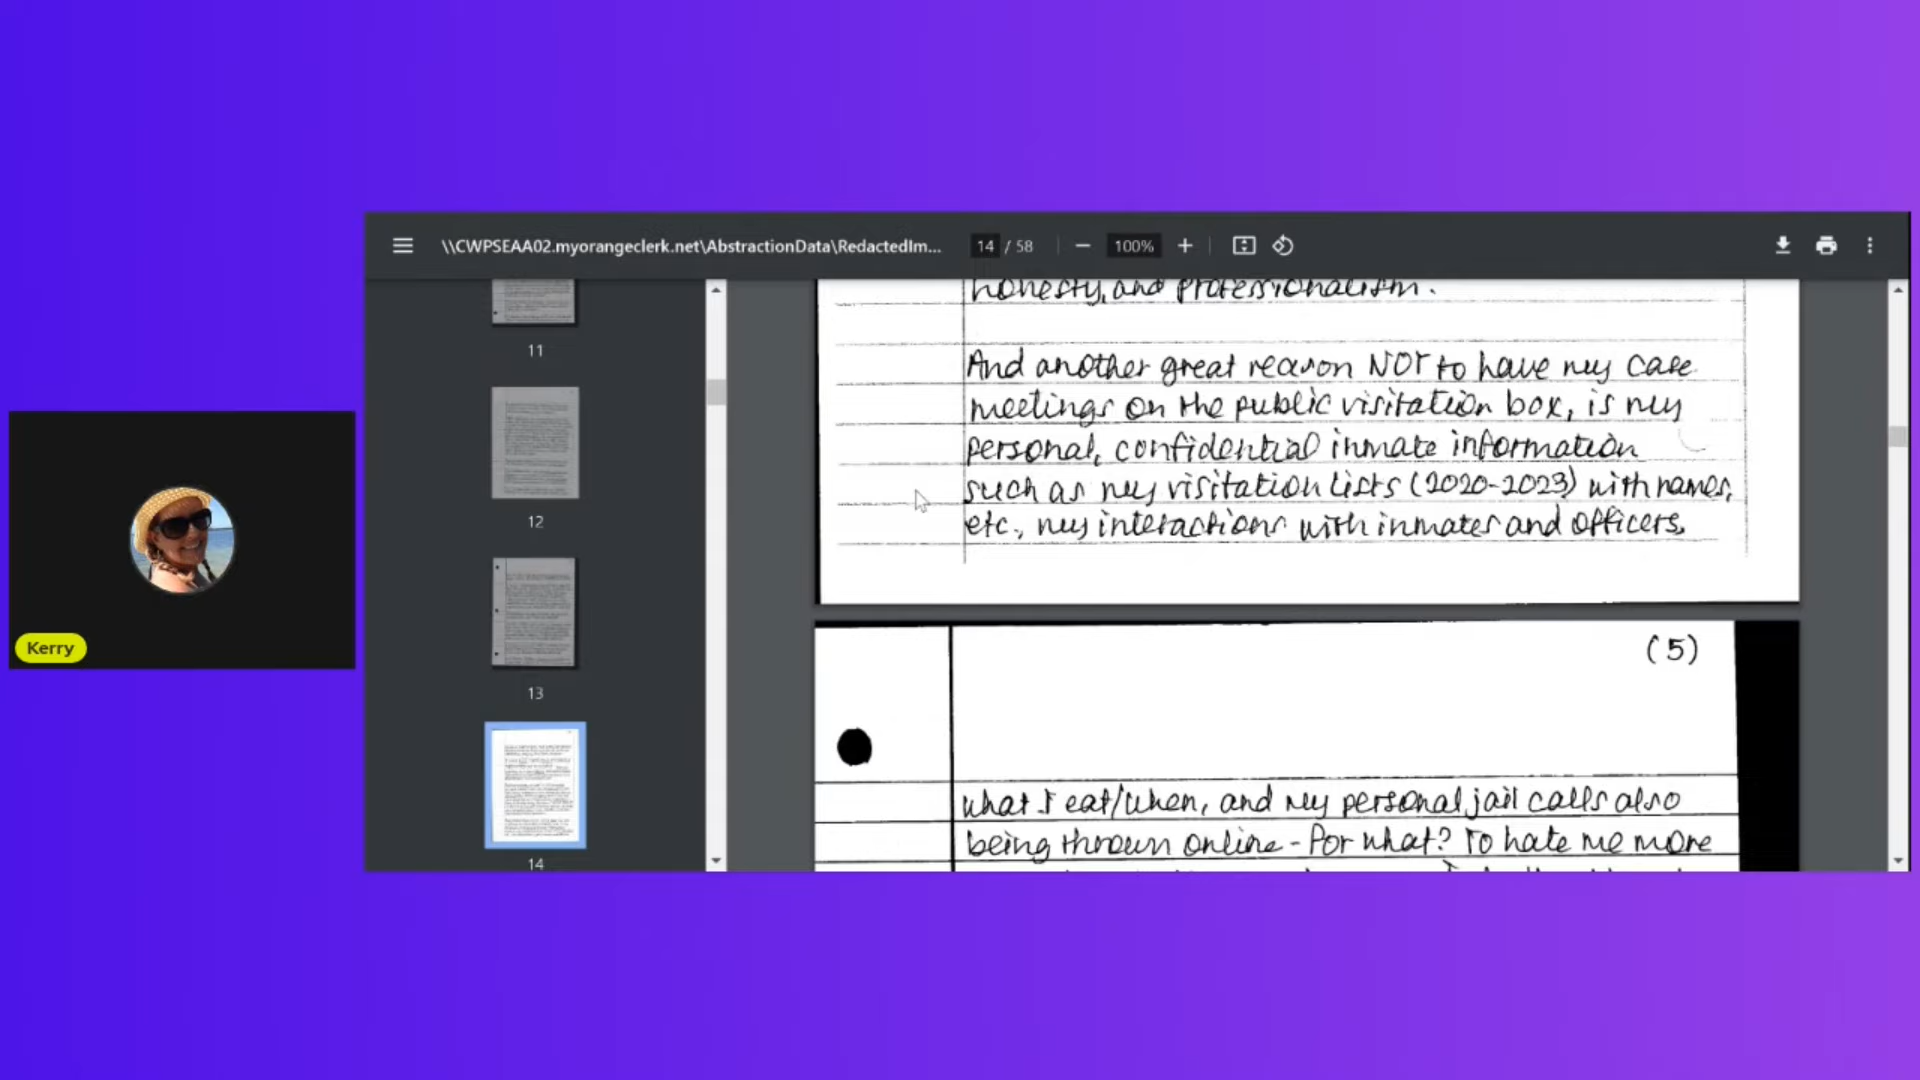 \\CWPSEAA02.myorangeclerk.net\AbstractionData\RedactedIm...
14 / 58
100%
11
12
13
14
Kerry
honesty, and professionalism.
And another great reason NOT to have my case
meetings on the public visitation box, is my
personal, confidential inmate information
such as my visitation lists (2020-2023) with names,
etc., my interactions with inmates and officers,
(5)
what I eat/when, and my personal jail calls also
being thrown online - For what? To hate me more